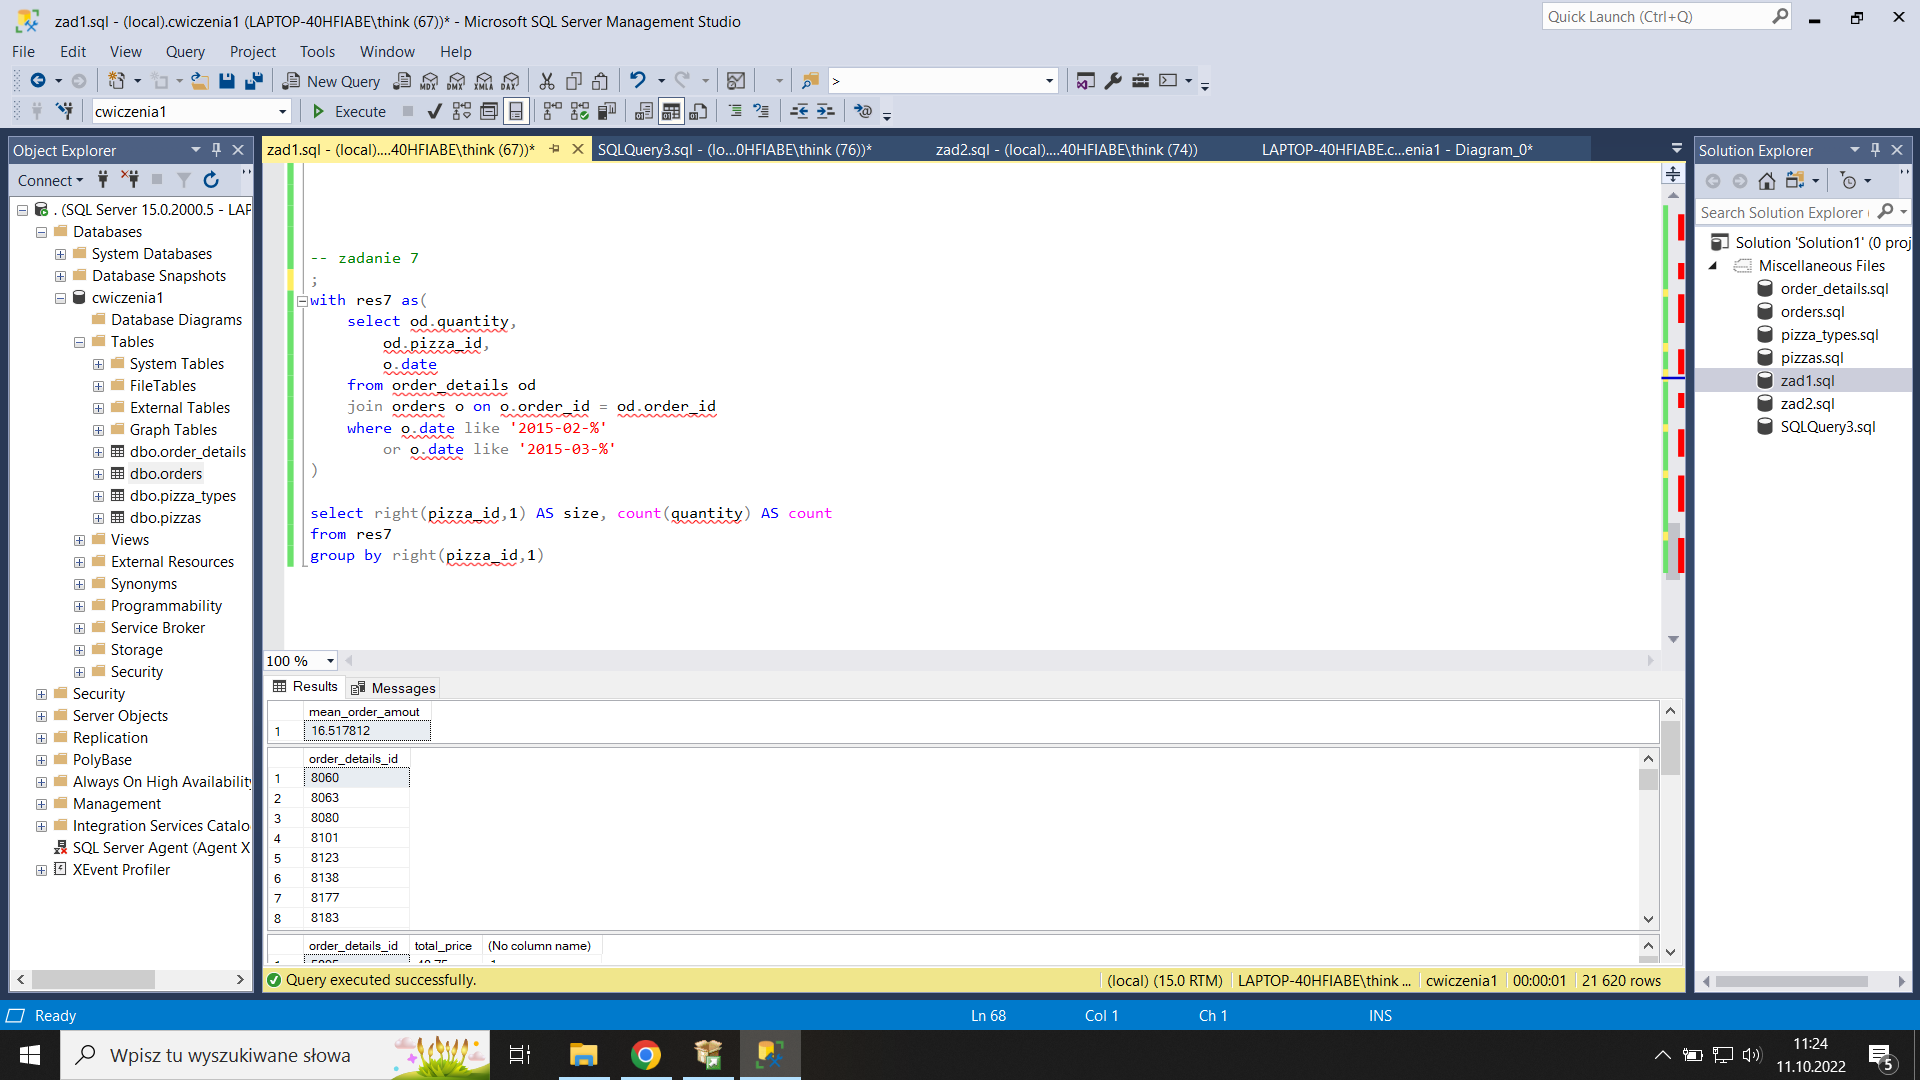 zad1.sql - (local).cwiczenia1 (LAPTOP-40HFIABE\think (67))* - Microsoft SQL Server Management Studio
Quick Launch (Ctrl+Q)
File Edit View Query Project Tools Window Help
New Query MDX DMX XMLA DAX >
cwiczenia1 Execute
Object Explorer
Connect
. (SQL Server 15.0.2000.5 - LAP
Databases
System Databases
Database Snapshots
cwiczenia1
Database Diagrams
Tables
System Tables
FileTables
External Tables
Graph Tables
dbo.order_details
dbo.orders
dbo.pizza_types
dbo.pizzas
Views
External Resources
Synonyms
Programmability
Service Broker
Storage
Security
Security
Server Objects
Replication
PolyBase
Always On High Availability
Management
Integration Services Catalo
SQL Server Agent (Agent X
XEvent Profiler
zad1.sql - (local)....40HFIABE\think (67))*
SQLQuery3.sql - (lo...0HFIABE\think (76))*
zad2.sql - (local)....40HFIABE\think (74))
LAPTOP-40HFIABE.c...enia1 - Diagram_0*
-- zadanie 7
;
with res7 as(
select od.quantity,
od.pizza_id,
o.date
from order_details od
join orders o on o.order_id = od.order_id
where o.date like '2015-02-%'
or o.date like '2015-03-%'
)
select right(pizza_id,1) AS size, count(quantity) AS count
from res7
group by right(pizza_id,1)
100 %
Results Messages
mean_order_amout
1 16.517812
order_details_id
1 8060
2 8063
3 8080
4 8101
5 8123
6 8138
7 8177
8 8183
order_details_id total_price (No column name)
Query executed successfully.
(local) (15.0 RTM) LAPTOP-40HFIABE\think ... cwiczenia1 00:00:01 21 620 rows
Solution Explorer
Search Solution Explorer (
Solution 'Solution1' (0 proj
Miscellaneous Files
order_details.sql
orders.sql
pizza_types.sql
pizzas.sql
zad1.sql
zad2.sql
SQLQuery3.sql
Ready Ln 68 Col 1 Ch 1 INS
Wpisz tu wyszukiwane słowa
11:24
11.10.2022
5